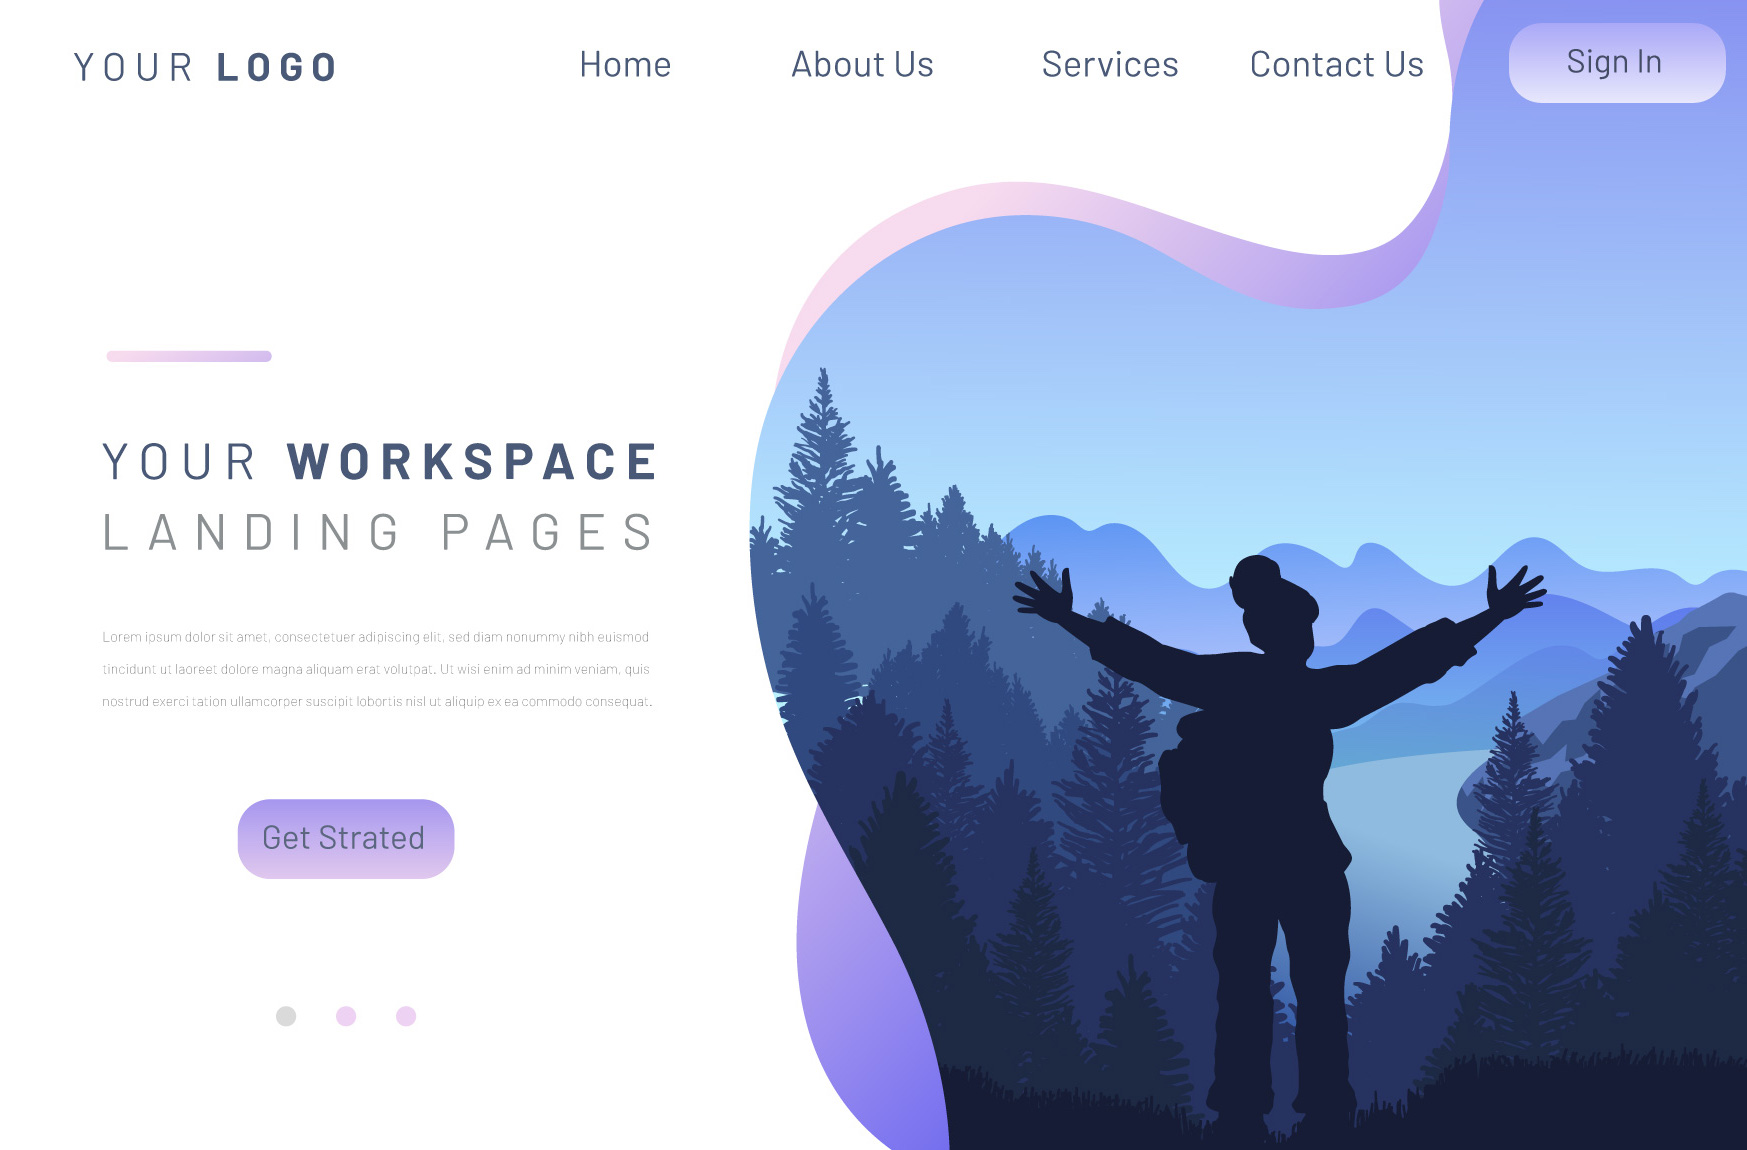 YOUR LOGO
Home About Us Services Contact Us Sign In
YOUR WORKSPACE
LANDING PAGES
Lorem ipsum dolor sit amet, consectetuer adipiscing elit, sed diam nonummy nibh euismod
tincidunt ut laoreet dolore magna aliquam erat volutpat. Ut wisi enim ad minim veniam, quis
nostrud exerci tation ullamcorper suscipit lobortis nisl ut aliquip ex ea commodo consequat.
Get Strated